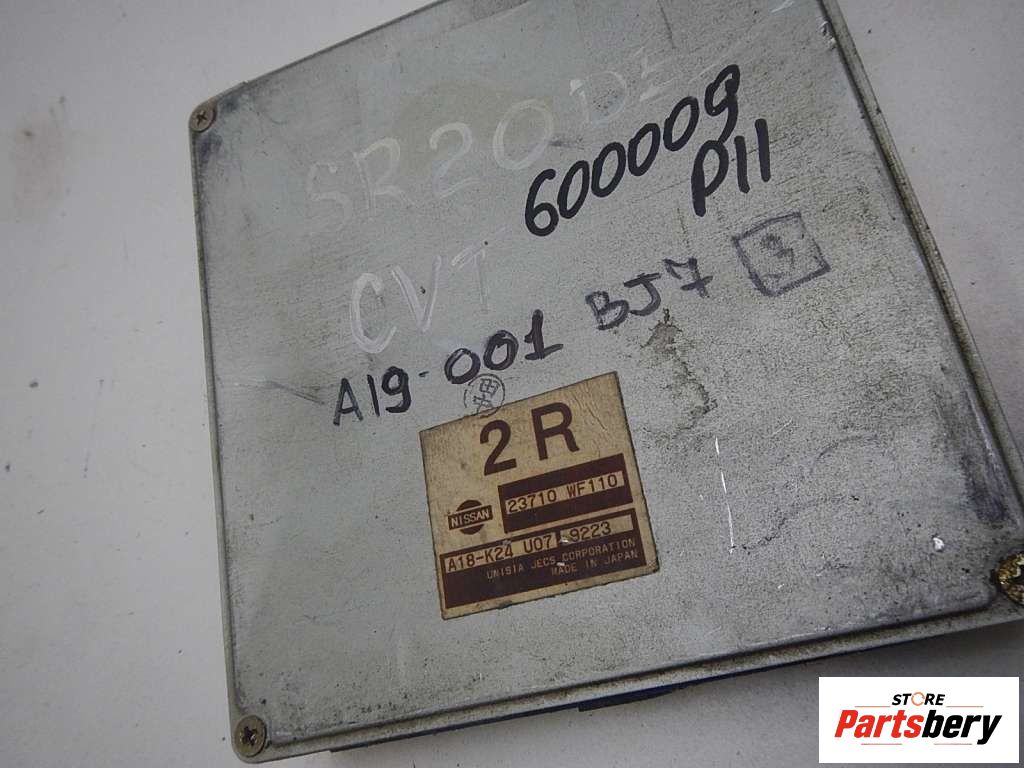 SR20DE
600009
P11
CVT
A19-001 BJ7 3
2R
NISSAN
23710 WF110
A18-K24 U07 9223
UNISIA JECS CORPORATION
MADE IN JAPAN
STORE
Partsbery